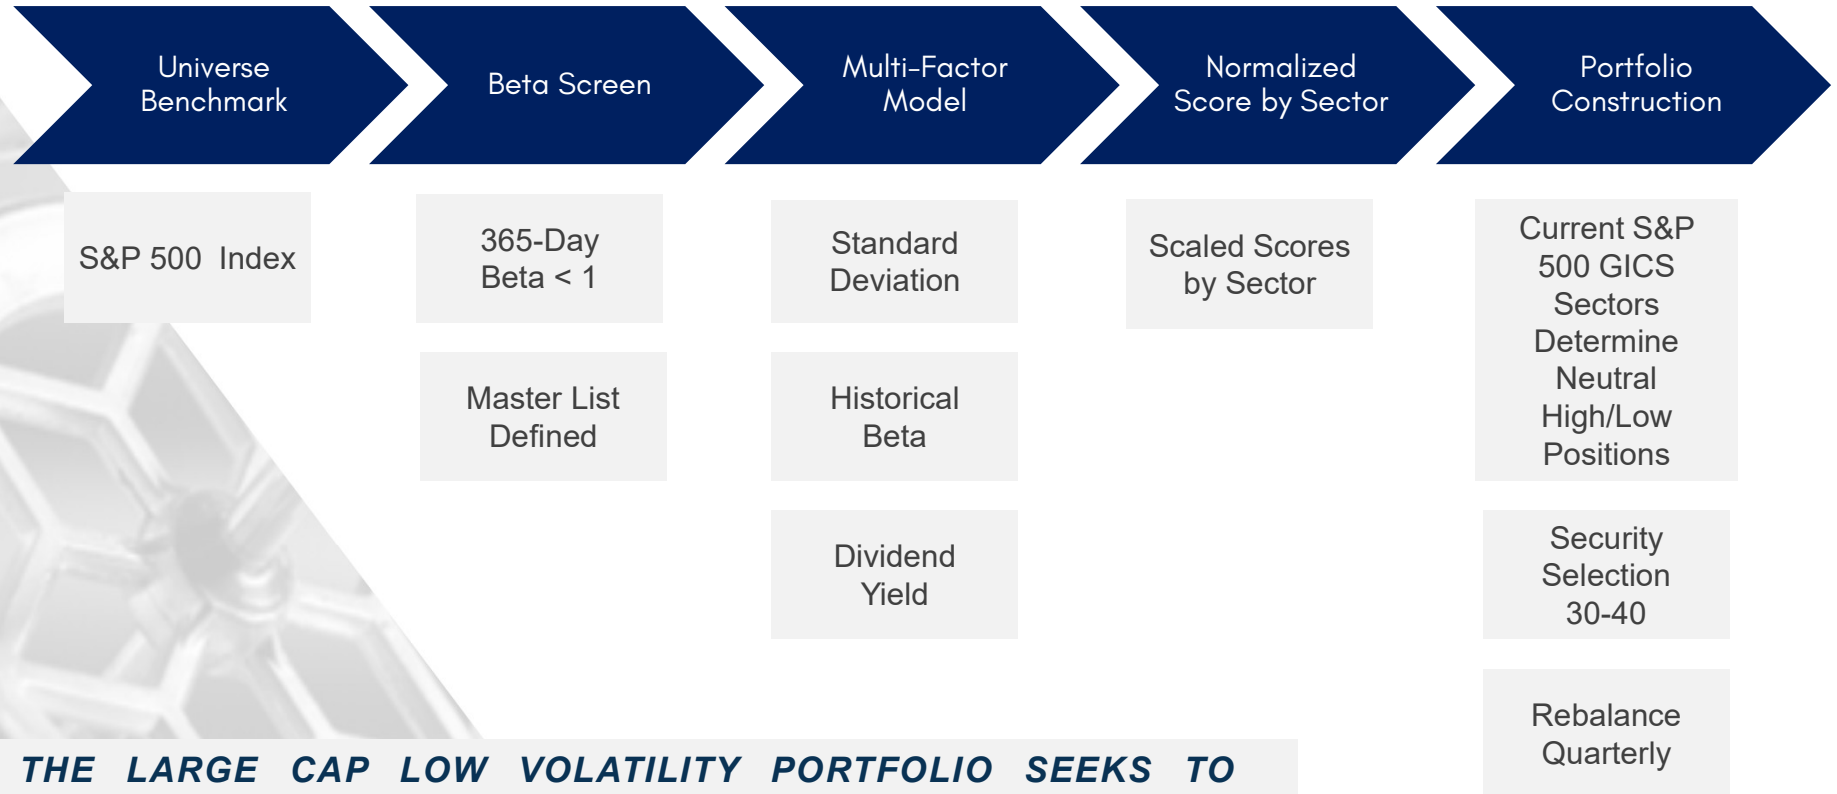 Universe
Benchmark
Beta Screen
Multi-Factor
Model
Normalized
Score by Sector
Portfolio
Construction
S&P 500 Index
365-Day
Beta < 1
Master List
Defined
Standard
Deviation
Historical
Beta
Dividend
Yield
Scaled Scores
by Sector
Current S&P
500 GICS
Sectors
Determine
Neutral
High/Low
Positions
Security
Selection
30-40
Rebalance
Quarterly
THE LARGE CAP LOW VOLATILITY PORTFOLIO SEEKS TO